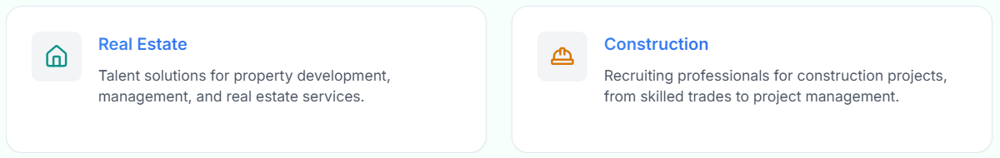 Real Estate
Talent solutions for property development,
management, and real estate services.
Construction
Recruiting professionals for construction projects,
from skilled trades to project management.